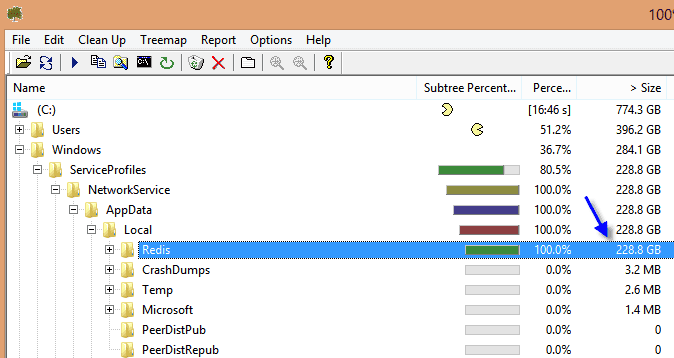 100%
File Edit Clean Up Treemap Report Options Help
Name Subtree Percent... Perce... > Size
(C:) [16:46 s] 774.3 GB
Users 51.2% 396.2 GB
Windows 36.7% 284.1 GB
ServiceProfiles 80.5% 228.8 GB
NetworkService 100.0% 228.8 GB
AppData 100.0% 228.8 GB
Local 100.0% 228.8 GB
Redis 100.0% 228.8 GB
CrashDumps 0.0% 3.2 MB
Temp 0.0% 2.6 MB
Microsoft 0.0% 1.4 MB
PeerDistPub 0.0% 0
PeerDistRepub 0.0% 0